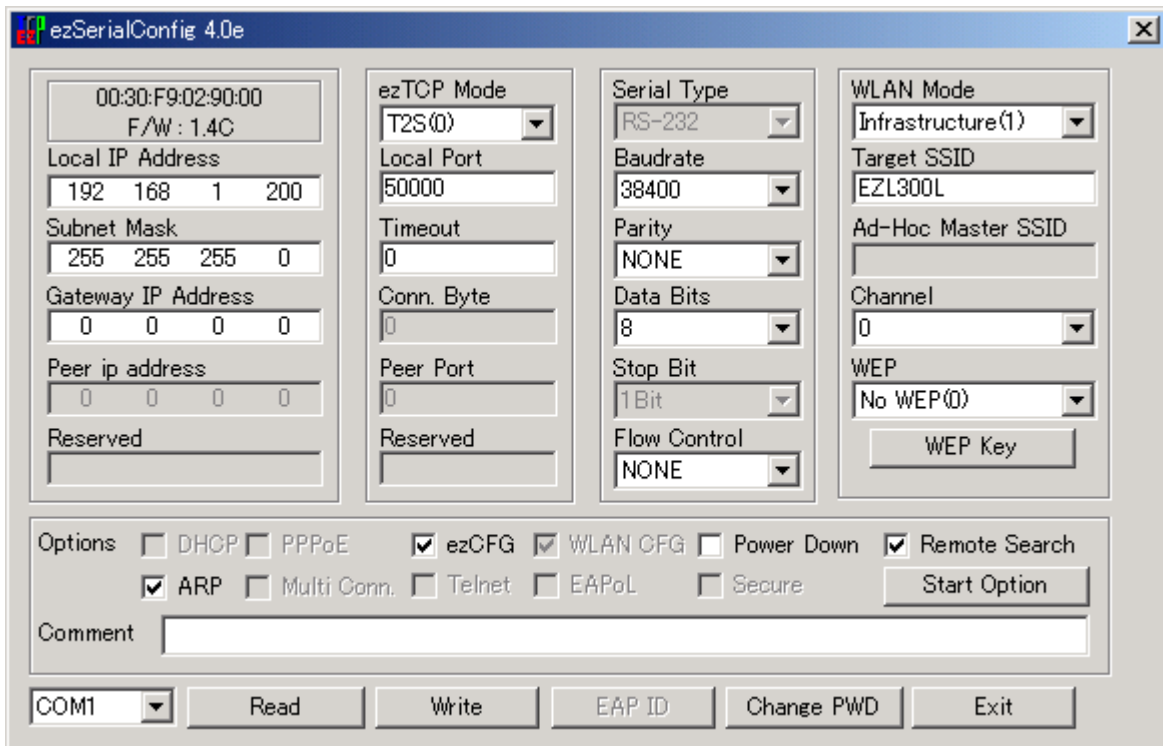 ezSerialConfig 4.0e
00:30:F9:02:90:00
F/W : 1.4C
Local IP Address
192 168 1 200
Subnet Mask
255 255 255 0
Gateway IP Address
0 0 0 0
Peer ip address
0 0 0 0
Reserved
ezTCP Mode
T2S(0)
Local Port
50000
Timeout
0
Conn. Byte
0
Peer Port
0
Reserved
Serial Type
RS-232
Baudrate
38400
Parity
NONE
Data Bits
8
Stop Bit
1Bit
Flow Control
NONE
WLAN Mode
Infrastructure(1)
Target SSID
EZL300L
Ad-Hoc Master SSID
Channel
0
WEP
No WEP(0)
WEP Key
Options DHCP PPPoE ezCFG WLAN CFG Power Down Remote Search
ARP Multi Conn. Telnet EAPoL Secure Start Option
Comment
COM1 Read Write EAP ID Change PWD Exit